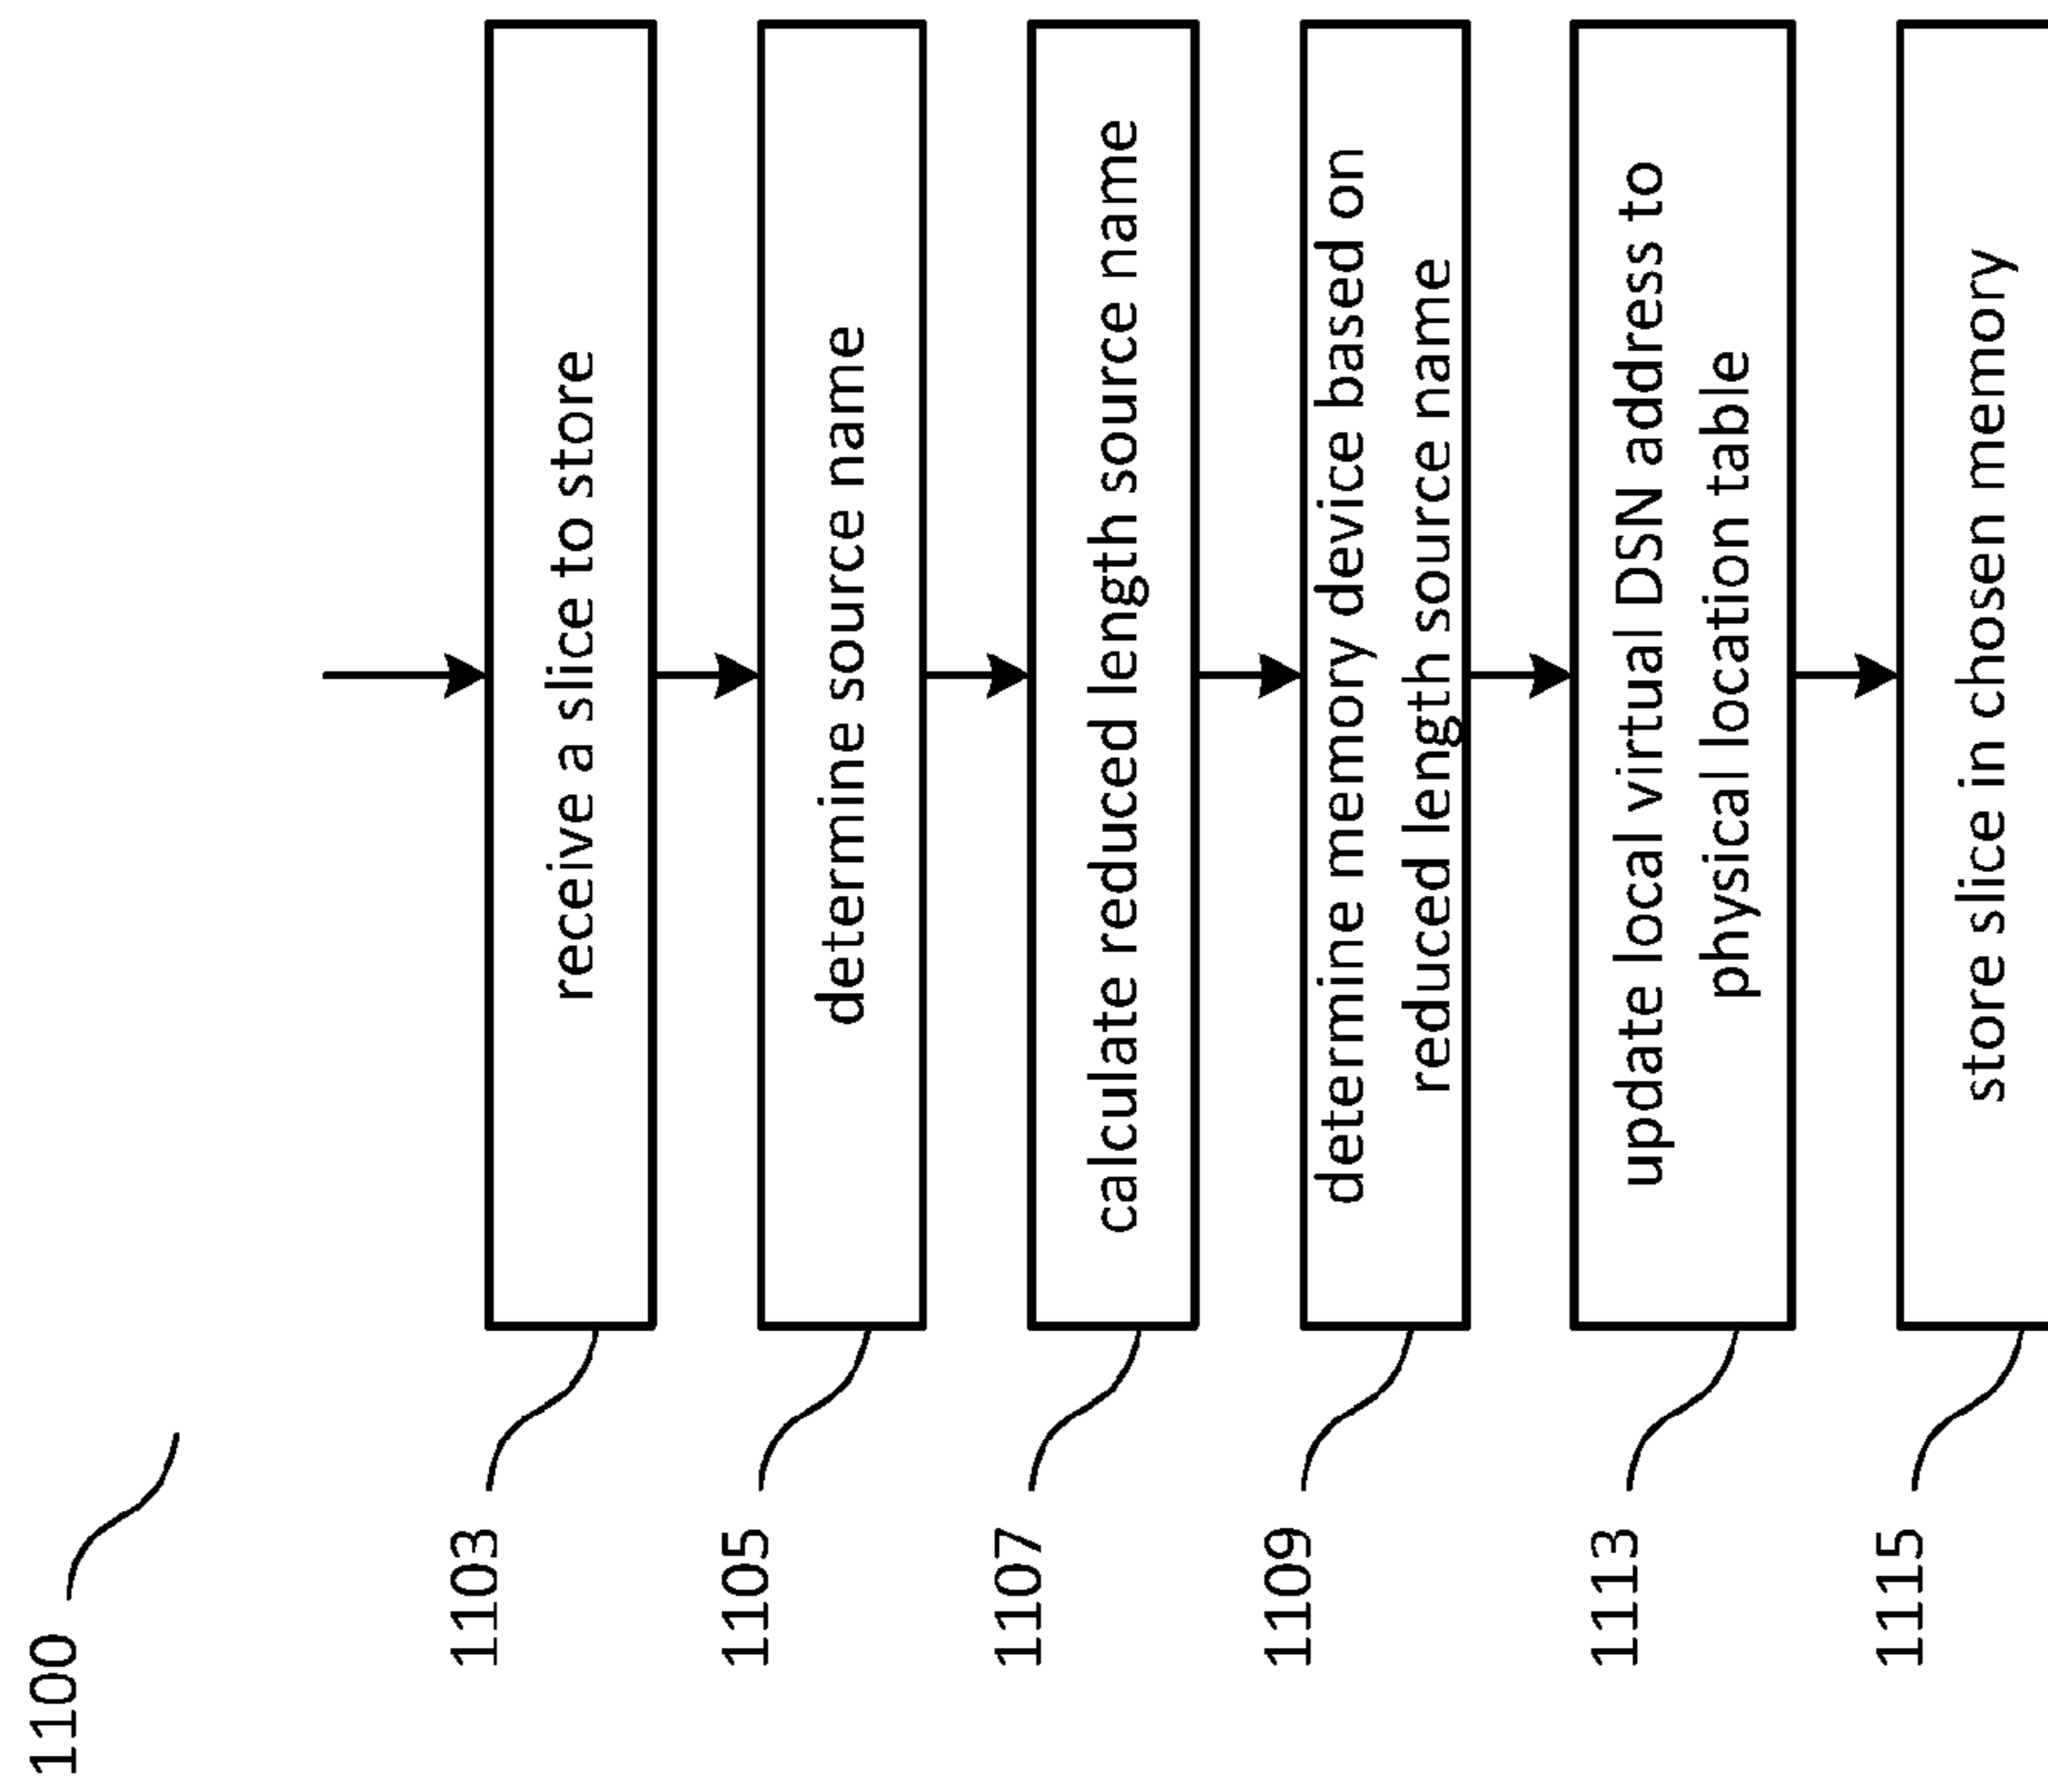 1100
1103
receive a slice to store
1105
determine source name
1107
calculate reduced length source name
1109
determine memory device based on
reduced length source name
1113
update local virtual DSN address to
physical location table
1115
store slice in chosen memory